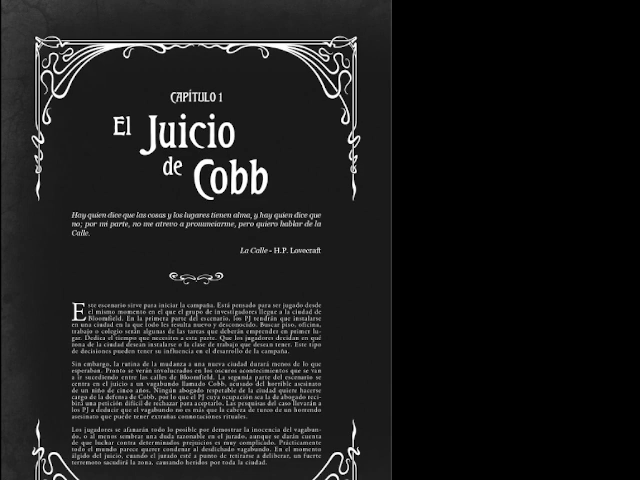 CAPÍTULO 1
El Juicio
de Cobb
Hay quien dice que las cosas y los lugares tienen alma, y hay quien dice que
no; por mi parte, no me atrevo a pronunciarme, pero quiero hablar de la
Calle.
La Calle - H.P. Lovecraft
Este escenario sirve para iniciar la campaña. Está pensado para ser jugado desde
el mismo momento en el que el grupo de investigadores llegue a la ciudad de
Bloomfield. En la primera parte del escenario, los PJ tendrán que instalarse
en una ciudad en la que todo les resulta nuevo y desconocido. Buscar piso, oficina,
trabajo o colegio serán algunas de las tareas que deberán emprender en primer lu-
gar. Dedica el tiempo que necesites a esta parte. Que los jugadores decidan en qué
zona de la ciudad desean instalarse o la clase de trabajo que desean tener. Este tipo
de decisiones pueden tener su influencia en el desarrollo de la campaña.
Sin embargo, la rutina de la mudanza a una nueva ciudad durará menos de lo que
esperaban. Pronto se verán involucrados en los oscuros acontecimientos que se van
a ir sucediendo entre las calles de Bloomfield. La segunda parte del escenario se
centra en el juicio a un vagabundo llamado Cobb, acusado del horrible asesinato
de un niño de cinco años. Ningún abogado respetable de la ciudad quiere hacerse
cargo de la defensa de Cobb, por lo que el PJ cuya ocupación sea la de abogado reci-
birá una petición difícil de rechazar para aceptarlo. Las pesquisas del caso llevarán a
los PJ a deducir que el vagabundo no es más que la cabeza de turco de un horrendo
asesinato que puede tener extrañas connotaciones rituales.
Los jugadores se afanarán todo lo posible por demostrar la inocencia del vagabun-
do, o al menos sembrar una duda razonable en el jurado, aunque se darán cuenta
de que luchar contra determinados prejuicios es muy complicado. Prácticamente
todo el mundo parece querer condenar al desdichado vagabundo. En el momento
álgido del juicio, cuando el jurado esté a punto de retirarse a deliberar, un fuerte
terremoto sacudirá la zona, causando heridos por toda la ciudad.